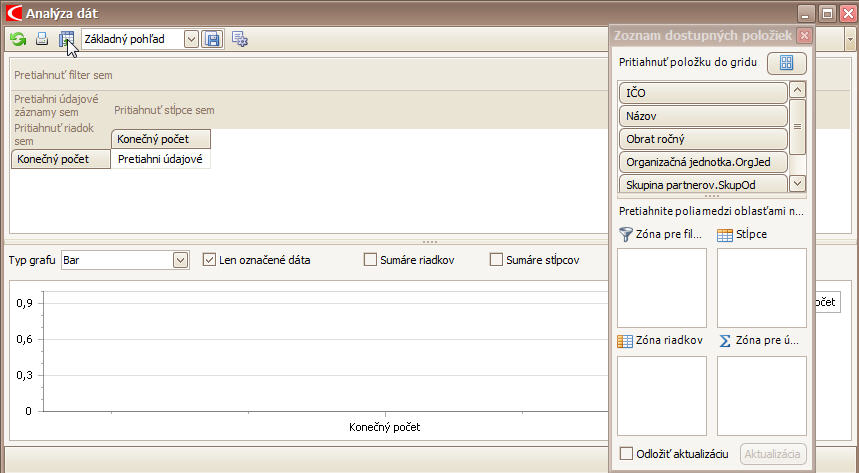 Analýza dát
Základný pohľad
Pretiahnuť filter sem
Pretiahni údajové
záznamy sem
Pritiahnuť stĺpce sem
Pritiahnuť riadok
sem
Konečný počet
Konečný počet
Pretiahni údajové
Typ grafu
Bar
Len označené dáta
Sumáre riadkov
Sumáre stĺpcov
0,9
0,6
0,3
0
Konečný počet
očet
Zoznam dostupných položiek
Pritiahnuť položku do gridu
IČO
Názov
Obrat ročný
Organizačná jednotka.OrgJed
Skupina partnerov.SkupOd
Pretiahnite polia medzi oblasťami n...
Zóna pre fil...
Stĺpce
Zóna riadkov
Zóna pre ú...
Odložiť aktualizáciu
Aktualizácia